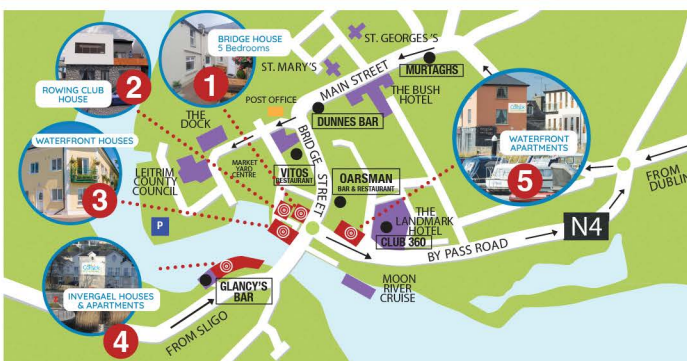 BRIDGE HOUSE
5 Bedrooms
1
ROWING CLUB
HOUSE
2
WATERFRONT HOUSES
3
INVERGAEL HOUSES
& APARTMENTS
4
WATERFRONT
APARTMENTS
5
ST. GEORGES'S
ST. MARY'S
MAIN STREET
MURTAGHS
THE BUSH
HOTEL
POST OFFICE
DUNNES BAR
THE
DOCK
BRIDGE STREET
MARKET
YARD
CENTRE
VITOS
RESTAURANT
OARSMAN
BAR & RESTAURANT
LEITRIM
COUNTY
COUNCIL
P
THE
LANDMARK
HOTEL
CLUB 360
FROM
DUBLIN
N4
BY PASS ROAD
MOON
RIVER
CRUISE
GLANCY'S
BAR
FROM SLIGO